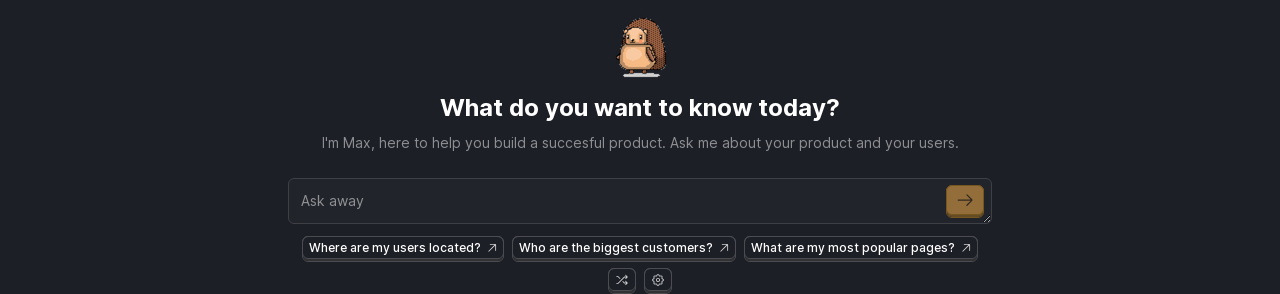 What do you want to know today?
I'm Max, here to help you build a succesful product. Ask me about your product and your users.
Ask away
Where are my users located?
Who are the biggest customers?
What are my most popular pages?